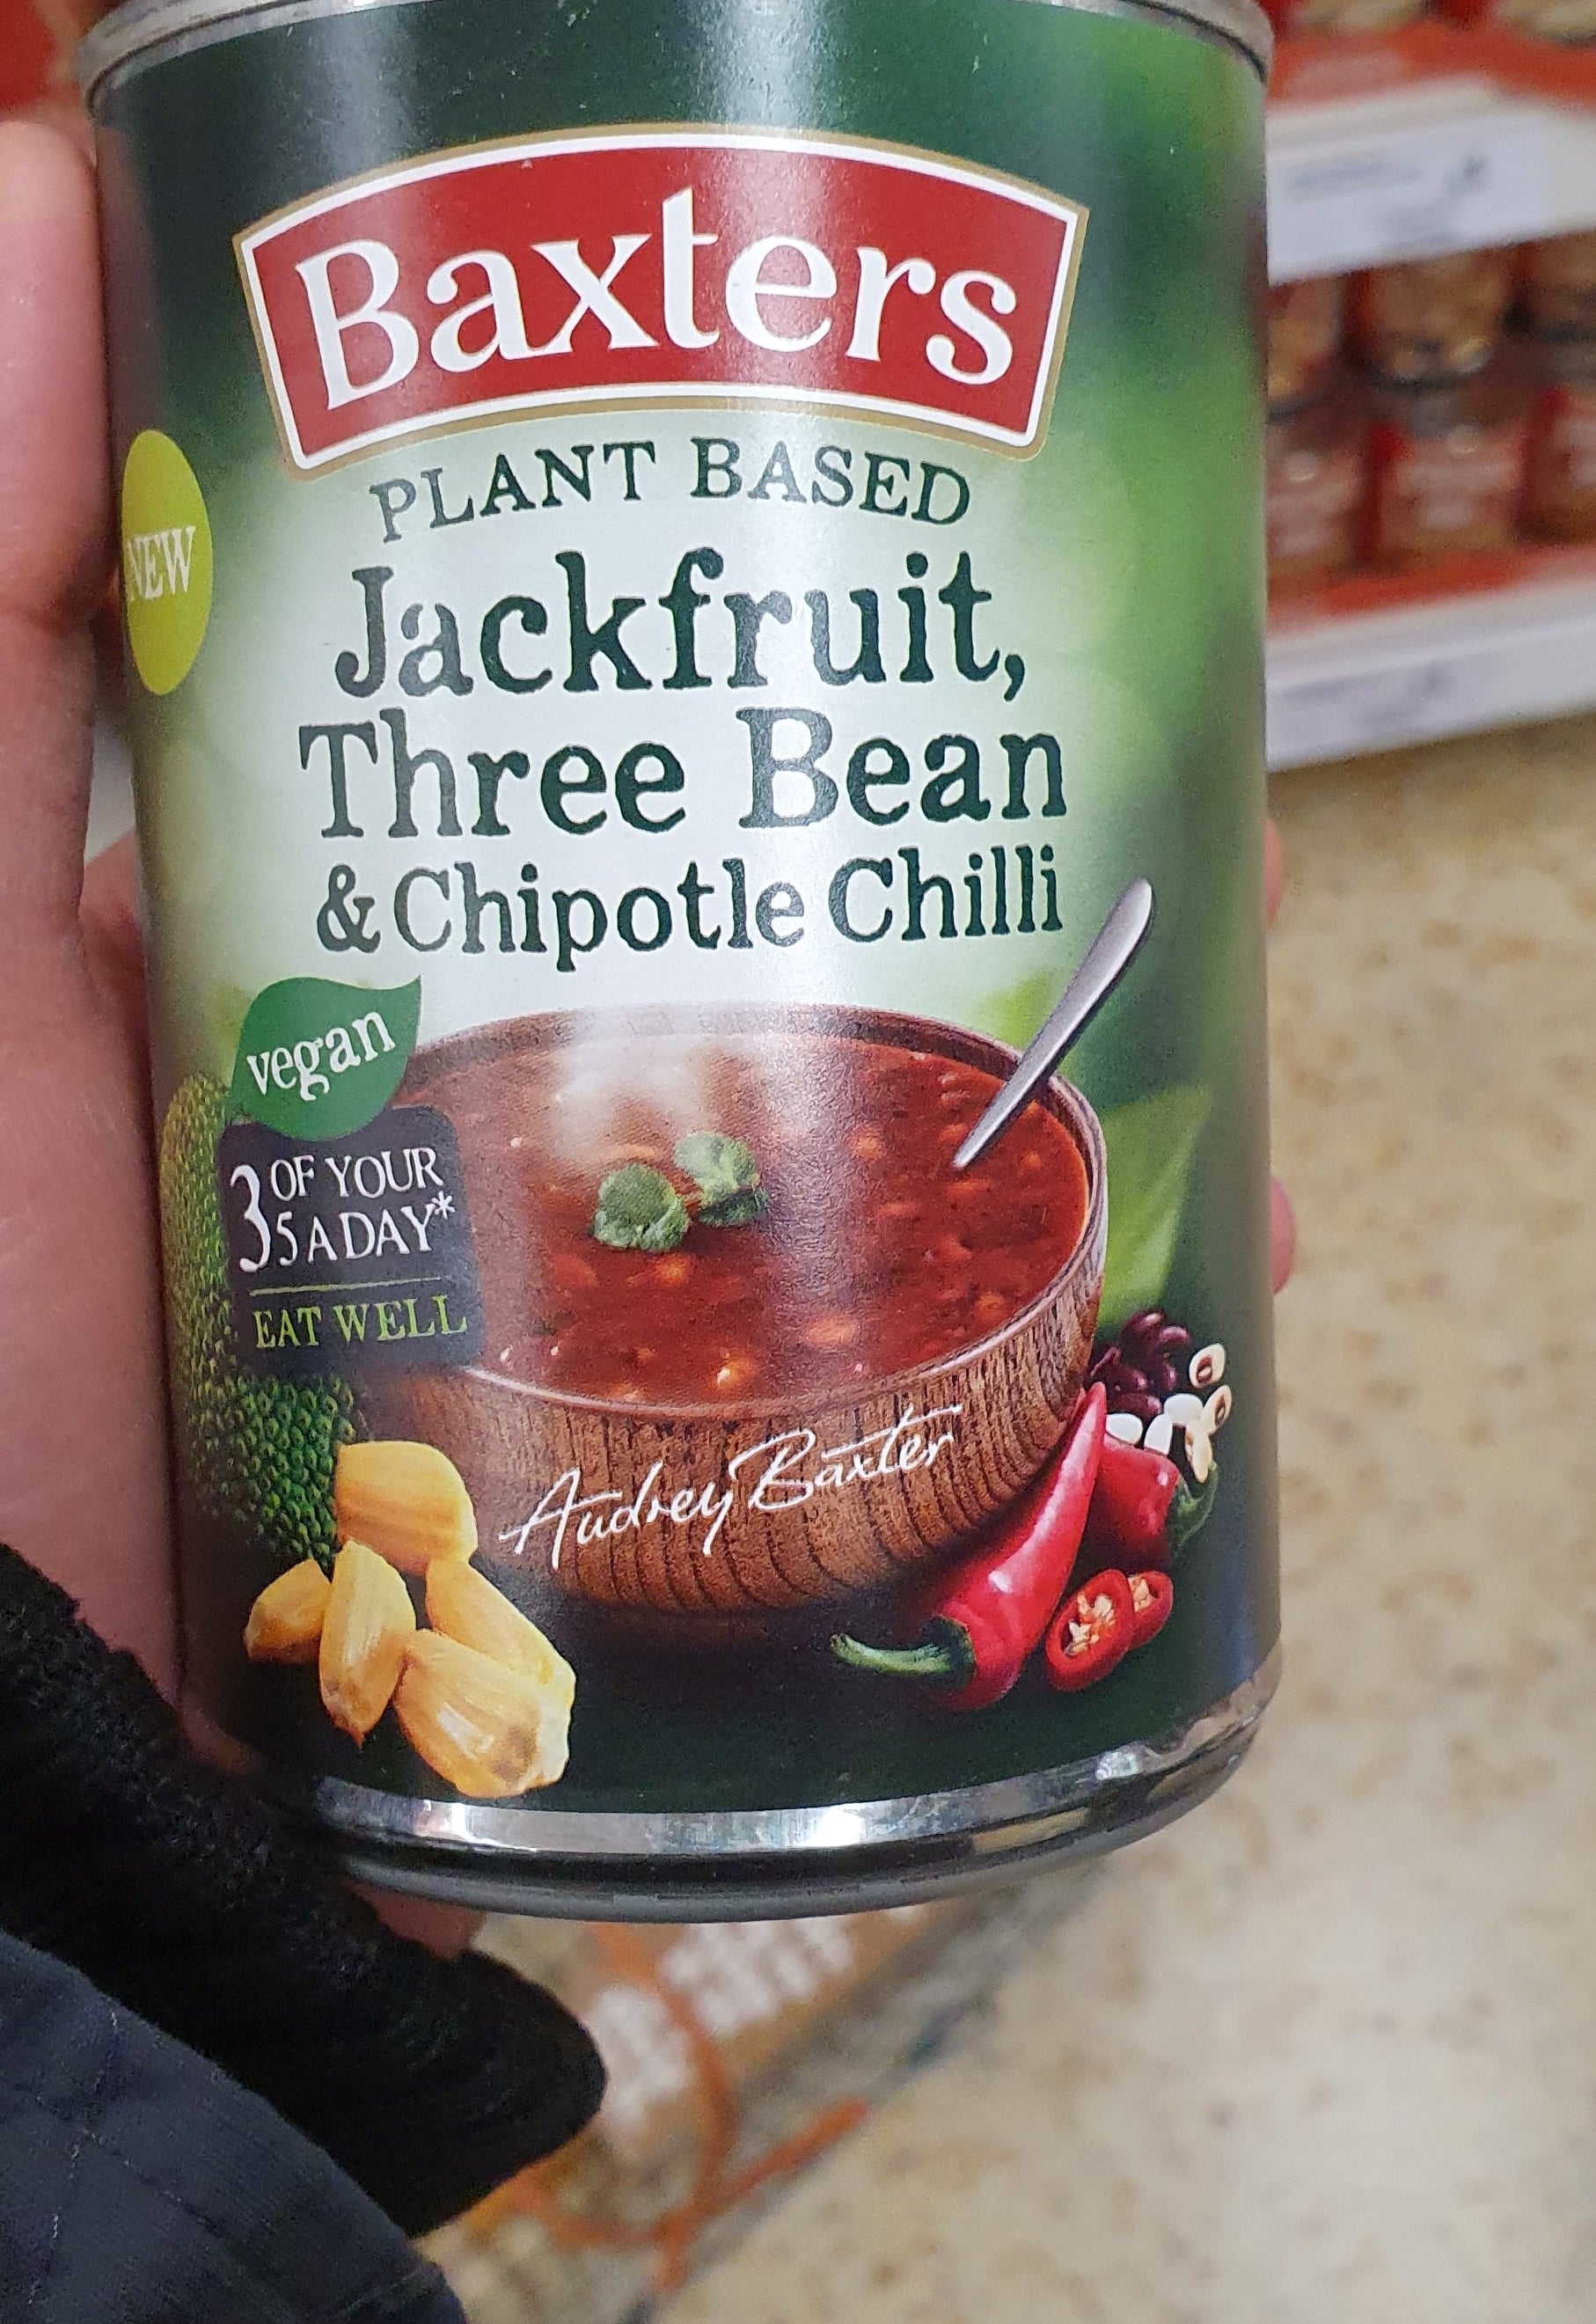 Baxters
PLANT BASED
NEW
Jackfruit,
Three Bean
& Chipotle Chilli
vegan
3 OF YOUR
5 A DAY*
EAT WELL
Audrey Baxter